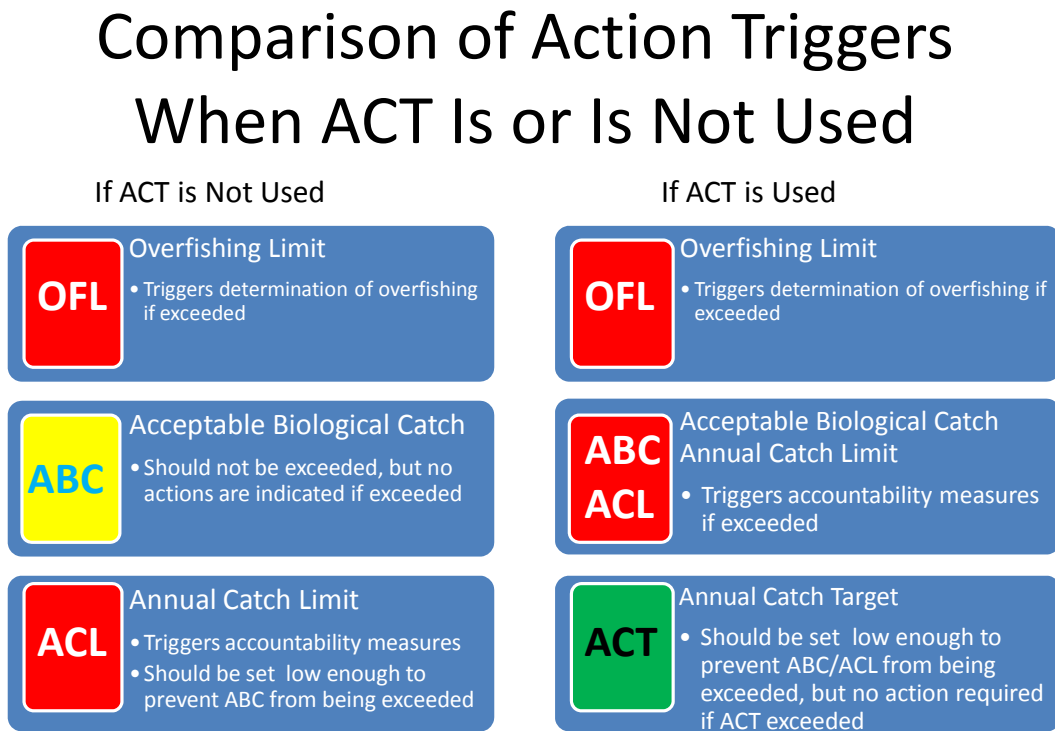 Comparison of Action Triggers
When ACT Is or Is Not Used
If ACT is Not Used
OFL
Overfishing Limit
• Triggers determination of overfishing
if exceeded
ABC
Acceptable Biological Catch
• Should not be exceeded, but no
actions are indicated if exceeded
ACL
Annual Catch Limit
• Triggers accountability measures
• Should be set low enough to
prevent ABC from being exceeded
If ACT is Used
OFL
Overfishing Limit
• Triggers determination of overfishing if
exceeded
ABC
ACL
Acceptable Biological Catch
Annual Catch Limit
• Triggers accountability measures
if exceeded
ACT
Annual Catch Target
• Should be set low enough to
prevent ABC/ACL from being
exceeded, but no action required
if ACT exceeded